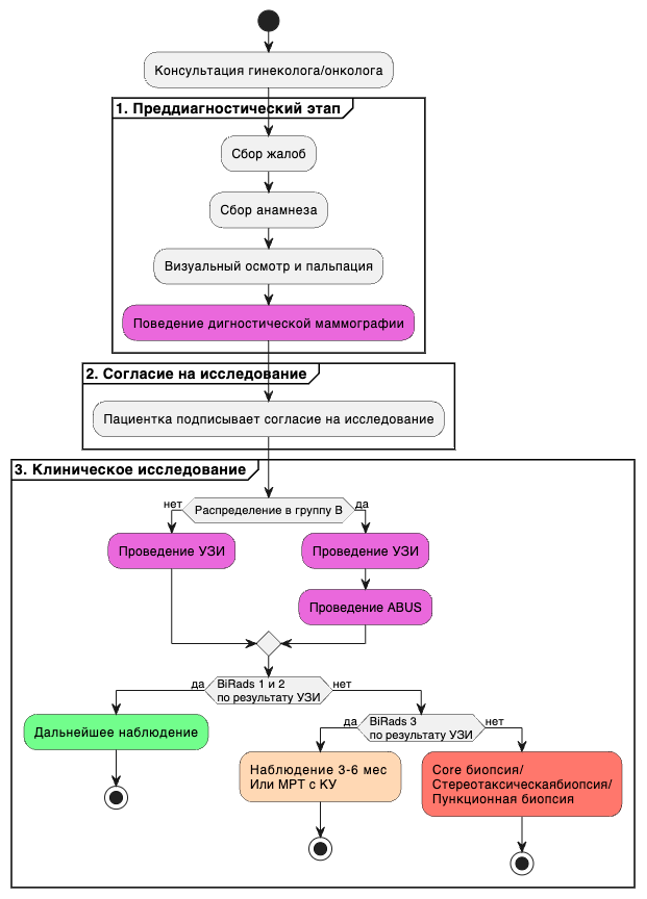 Консультация гинеколога/онколога
1. Преддиагностический этап
Сбор жалоб
Сбор анамнеза
Визуальный осмотр и пальпация
Поведение дигностической маммографии
2. Согласие на исследование
Пациентка подписывает согласие на исследование
3. Клиническое исследование
нет
Распределение в группу В
да
Проведение УЗИ
Проведение УЗИ
Проведение ABUS
да
BiRads 1 и 2
по результату УЗИ
нет
Дальнейшее наблюдение
да
BiRads 3
по результату УЗИ
нет
Наблюдение 3-6 мес
Или МРТ с КУ
Core биопсия/
Стереотаксическаябиопсия/
Пункционная биопсия